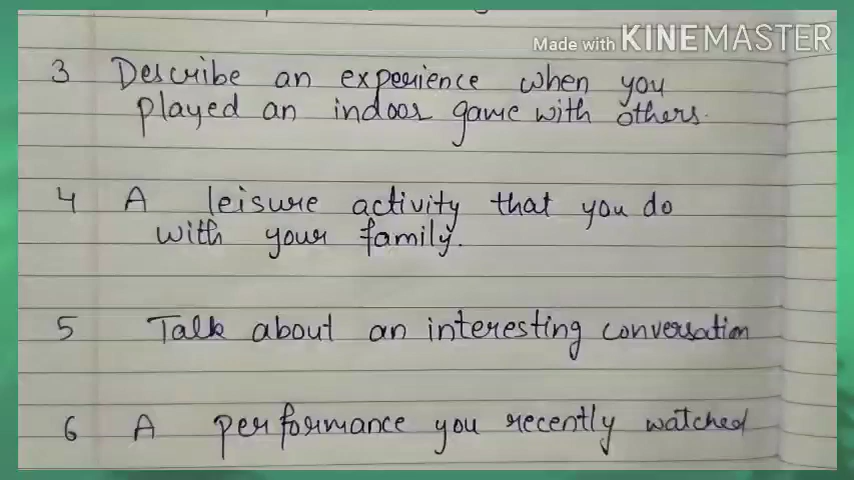 Made with KINEMASTER
3 Describe an experience when you
played an indoor game with others.
4 A leisure activity that you do
with your family.
5 Talk about an interesting conversation
6 A performance you recently watched